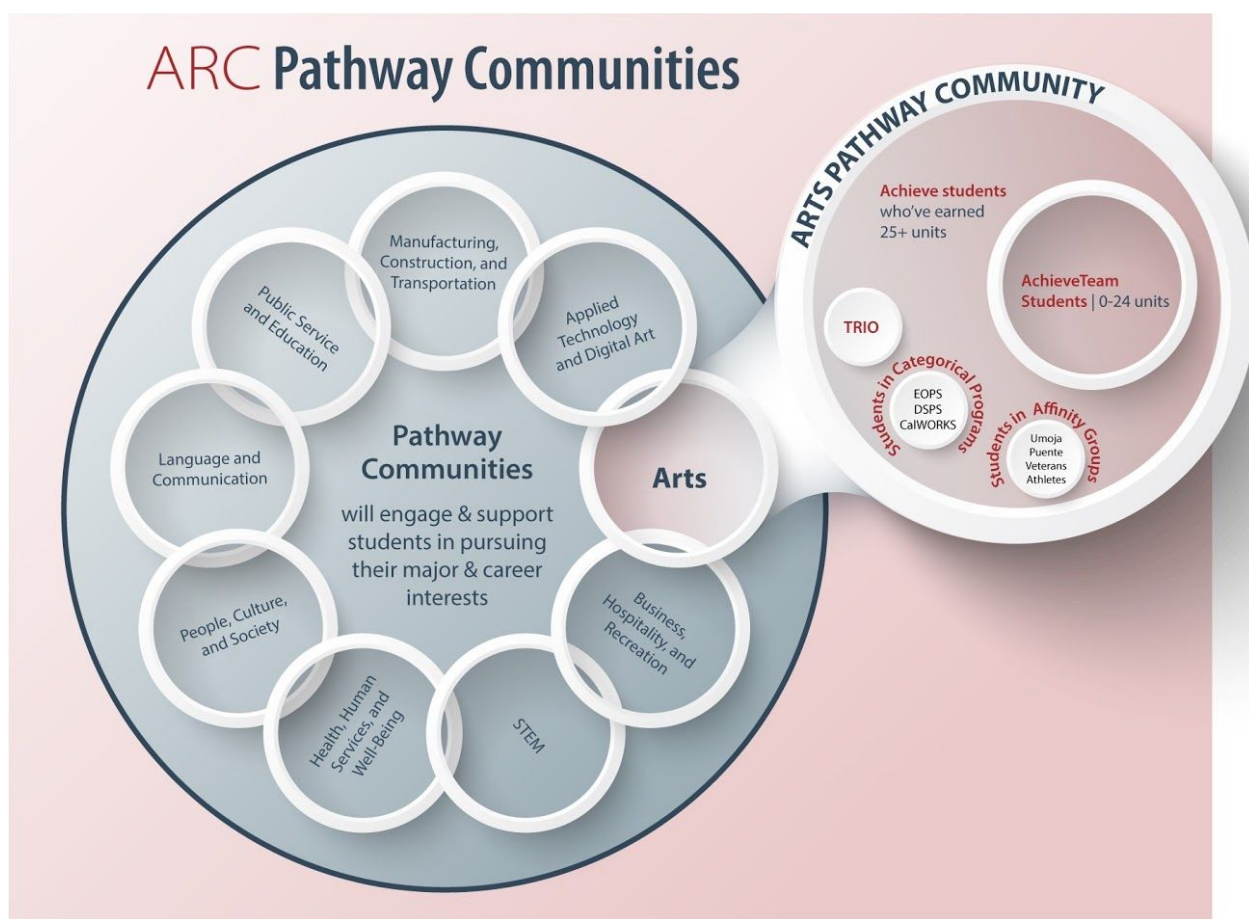 ARC Pathway Communities
Manufacturing,
Construction, and
Transportation
Applied
Technology
and Digital Art
Arts
Business,
Hospitality, and
Recreation
STEM
Health, Human
Services, and
Well-Being
People, Culture,
and Society
Language and
Communication
Public Service
and Education
Pathway
Communities
will engage & support
students in pursuing
their major & career
interests
ARTS PATHWAY COMMUNITY
Achieve students
who’ve earned
25+ units
AchieveTeam
Students | 0-24 units
TRIO
Students in Categorical Programs
EOPS
DSPS
CalWORKS
Students in Affinity Groups
Umoja
Puente
Veterans
Athletes